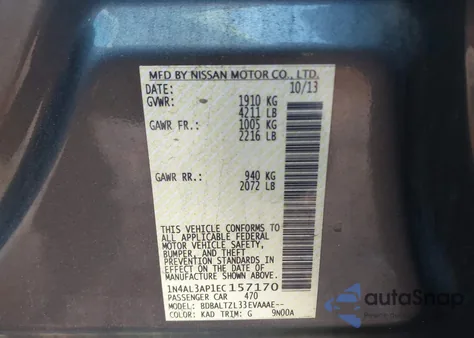 MFD BY NISSAN MOTOR CO., LTD.
DATE: 10/13
GVWR: 1910 KG
4211 LB
GAWR FR.: 1005 KG
2216 LB
GAWR RR.: 940 KG
2072 LB
THIS VEHICLE CONFORMS TO
ALL APPLICABLE FEDERAL
MOTOR VEHICLE SAFETY,
BUMPER, AND THEFT
PREVENTION STANDARDS IN
EFFECT ON THE DATE OF
MANUFACTURE SHOWN ABOVE.
1N4AL3AP1EC157170
PASSENGER CAR 470
MODEL: BDBALTZL33EVAAAE--
COLOR: KAD TRIM: G 9N00A
autoSnap
Powered by